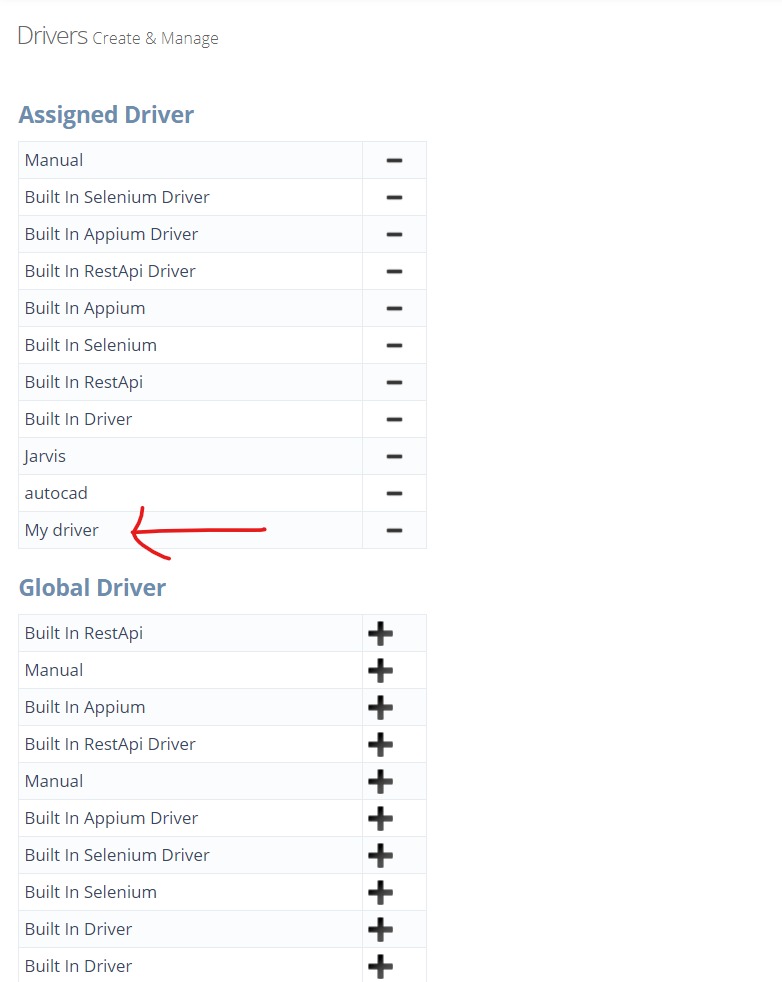 Drivers Create & Manage
Assigned Driver
Manual
Built In Selenium Driver
Built In Appium Driver
Built In RestApi Driver
Built In Appium
Built In Selenium
Built In RestApi
Built In Driver
Jarvis
autocad
My driver
Global Driver
Built In RestApi
Manual
Built In Appium
Built In RestApi Driver
Manual
Built In Appium Driver
Built In Selenium Driver
Built In Selenium
Built In Driver
Built In Driver